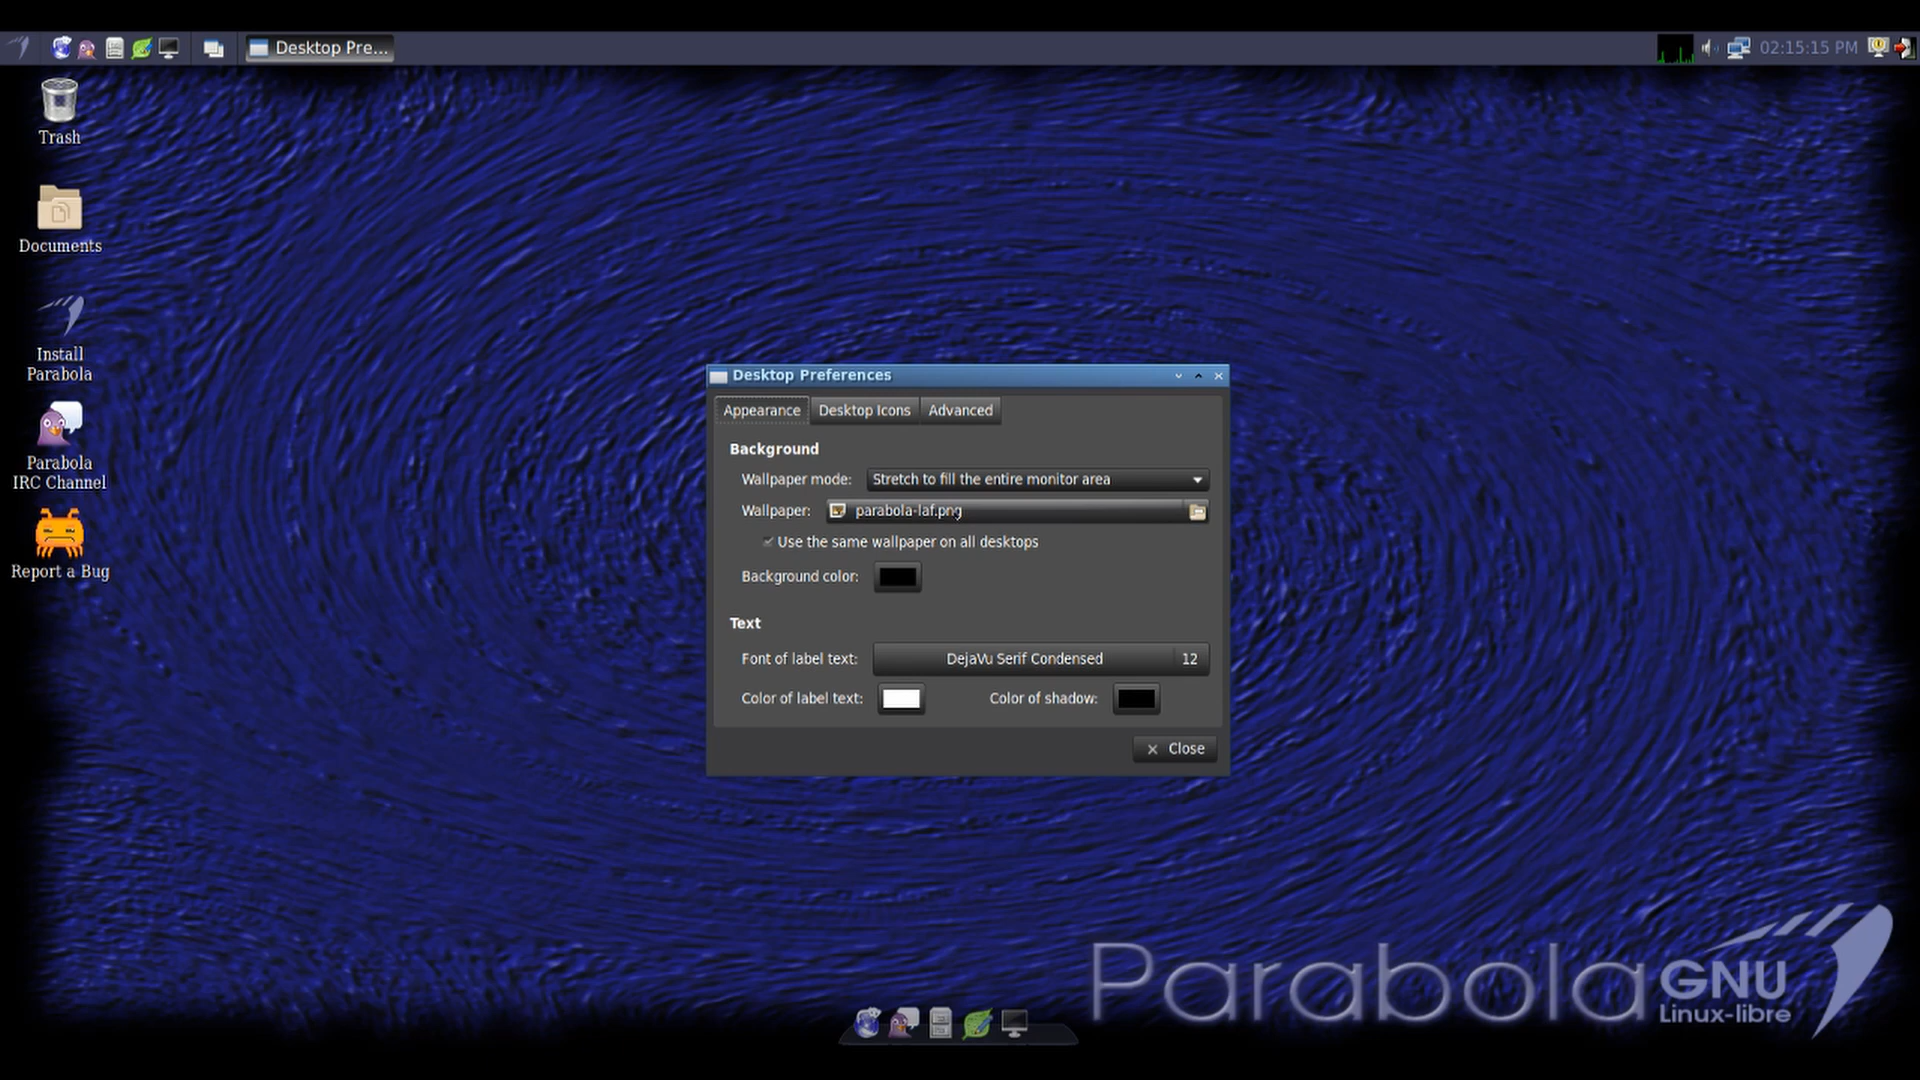 Desktop Pre...
02:15:15 PM
Trash
Documents
Install
Parabola
Parabola
IRC Channel
Report a Bug
Desktop Preferences
Appearance
Desktop Icons
Advanced
Background
Wallpaper mode: Stretch to fill the entire monitor area
Wallpaper: parabola-laf.png
Use the same wallpaper on all desktops
Background color:
Text
Font of label text: DejaVu Serif Condensed 12
Color of label text: Color of shadow:
Close
Parabola
GNU
Linux-libre